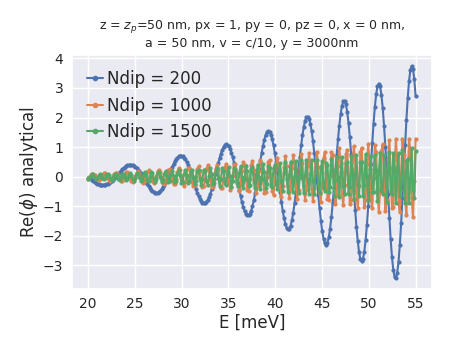 z = zₚ=50 nm, px = 1, py = 0, pz = 0, x = 0 nm,
a = 50 nm, v = c/10, y = 3000nm
4
3
2
1
0
−1
−2
−3
Re(ϕ) analytical
Ndip = 200
Ndip = 1000
Ndip = 1500
20 25 30 35 40 45 50 55
E [meV]